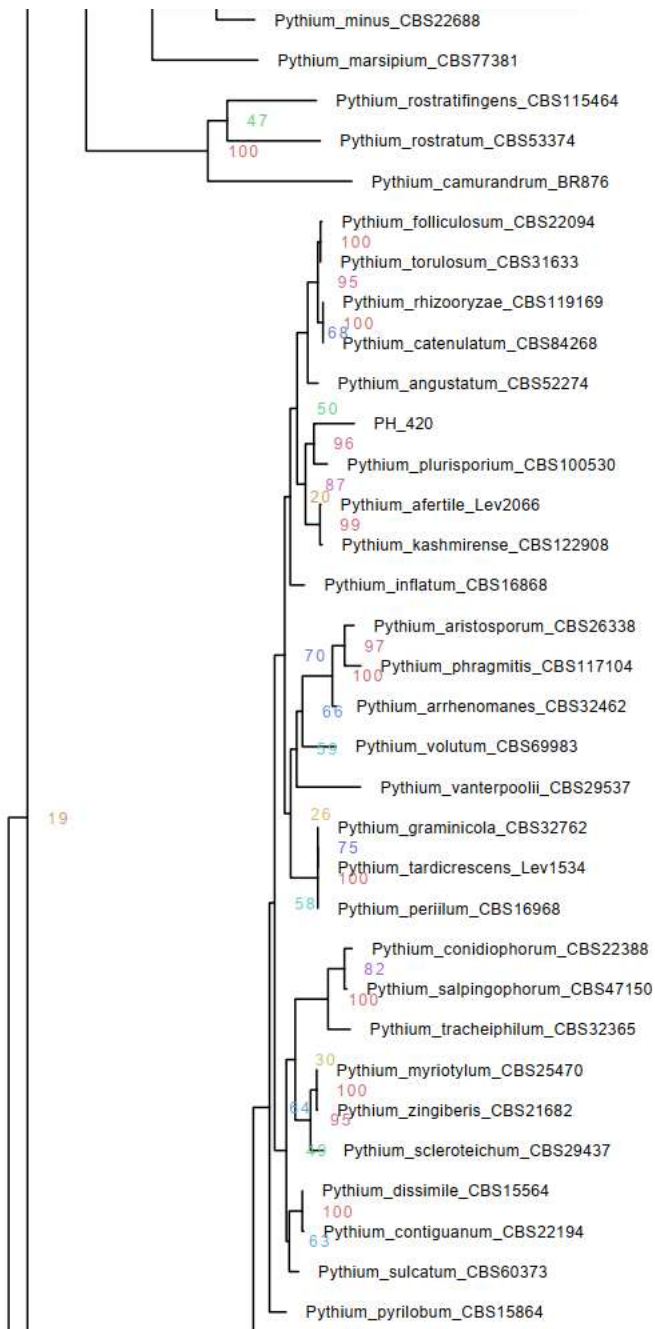 Pythium_minus_CBS22688
Pythium_marsipium_CBS77381
Pythium_rostratifingens_CBS115464
47
Pythium_rostratum_CBS53374
100
Pythium_camurandrum_BR876
Pythium_folliculosum_CBS22094
100
Pythium_torulosum_CBS31633
95
Pythium_rhizooryzae_CBS119169
100
68
Pythium_catenulatum_CBS84268
Pythium_angustatum_CBS52274
50
PH_420
96
Pythium_plurisporium_CBS100530
87
20
Pythium_afertile_Lev2066
99
Pythium_kashmirense_CBS122908
Pythium_inflatum_CBS16868
Pythium_aristosporum_CBS26338
97
70
Pythium_phragmitis_CBS117104
100
Pythium_arrhenomanes_CBS32462
66
Pythium_volutum_CBS69983
59
Pythium_vanterpoolii_CBS29537
26
19
Pythium_graminicola_CBS32762
75
Pythium_tardicrescens_Lev1534
100
58
Pythium_periilum_CBS16968
Pythium_conidiophorum_CBS22388
82
Pythium_salpingophorum_CBS47150
100
Pythium_tracheiphilum_CBS32365
30
Pythium_myriotylum_CBS25470
100
64
Pythium_zingiberis_CBS21682
95
49
Pythium_scleroteichum_CBS29437
Pythium_dissimile_CBS15564
100
Pythium_contiguanum_CBS22194
63
Pythium_sulcatum_CBS60373
Pythium_pyrilobum_CBS15864